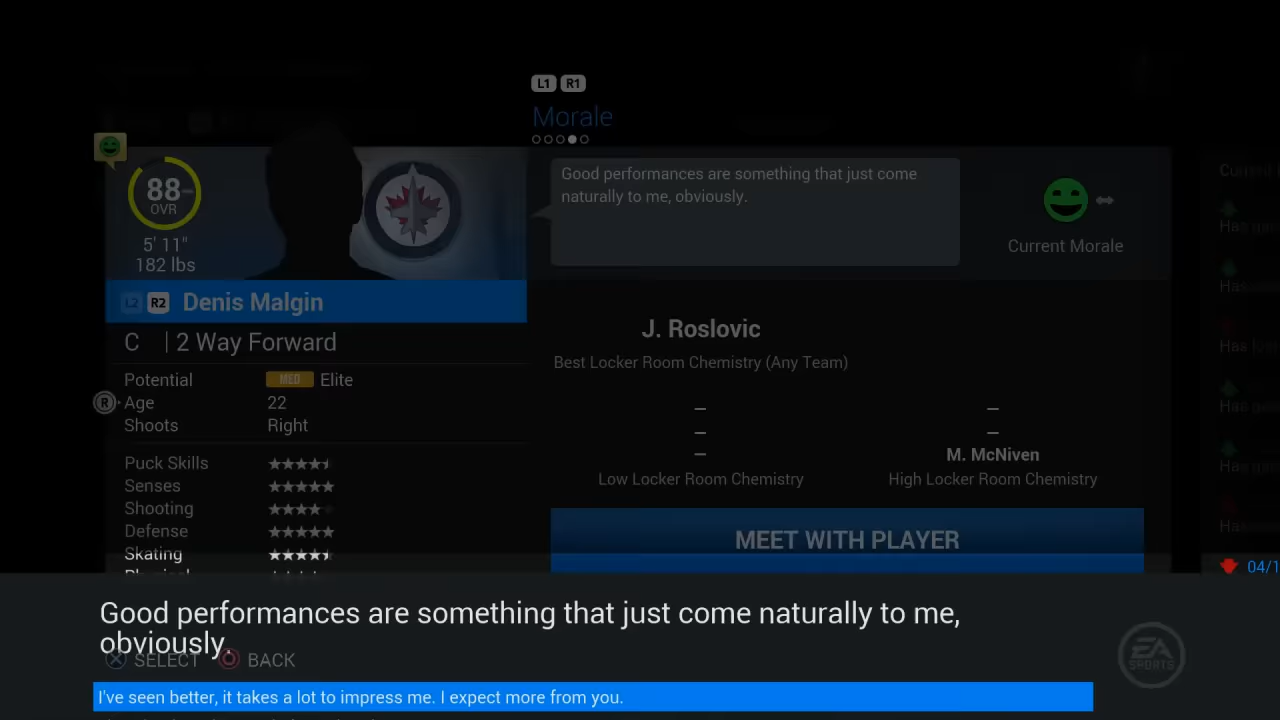 L1 R1
Morale
88
OVR
5' 11"
182 lbs
Good performances are something that just come
naturally to me, obviously.
Current Morale
L2 R2 Denis Malgin
C | 2 Way Forward
Potential MED Elite
R Age 22
Shoots Right
Puck Skills
Senses
Shooting
Defense
Skating
J. Roslovic
Best Locker Room Chemistry (Any Team)
– –
– –
– M. McNiven
Low Locker Room Chemistry High Locker Room Chemistry
MEET WITH PLAYER
04/1
Good performances are something that just come naturally to me,
obviously.
SELECT BACK
EA
SPORTS
I've seen better, it takes a lot to impress me. I expect more from you.